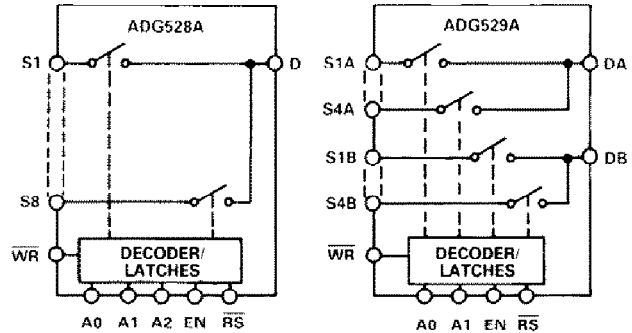 ADG528A
S1
D
S8
WR
DECODER/
LATCHES
A0 A1 A2 EN RS
ADG529A
S1A
DA
S4A
S1B
DB
S4B
WR
DECODER/
LATCHES
A0 A1 EN RS